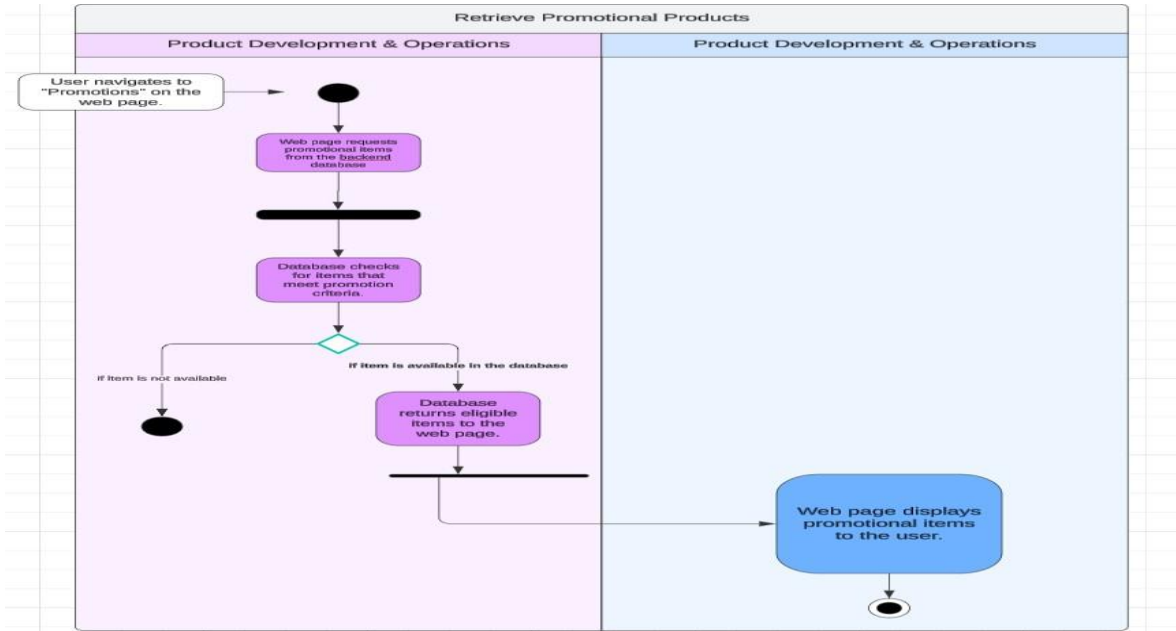 Retrieve Promotional Products
Product Development & Operations
Product Development & Operations
User navigates to
"Promotions" on the
web page.
Web page requests
promotional items
from the backend
database
Database checks
for items that
meet promotion
criteria.
if item is not available
if item is available in the database
Database
returns eligible
items to the
web page.
Web page displays
promotional items
to the user.